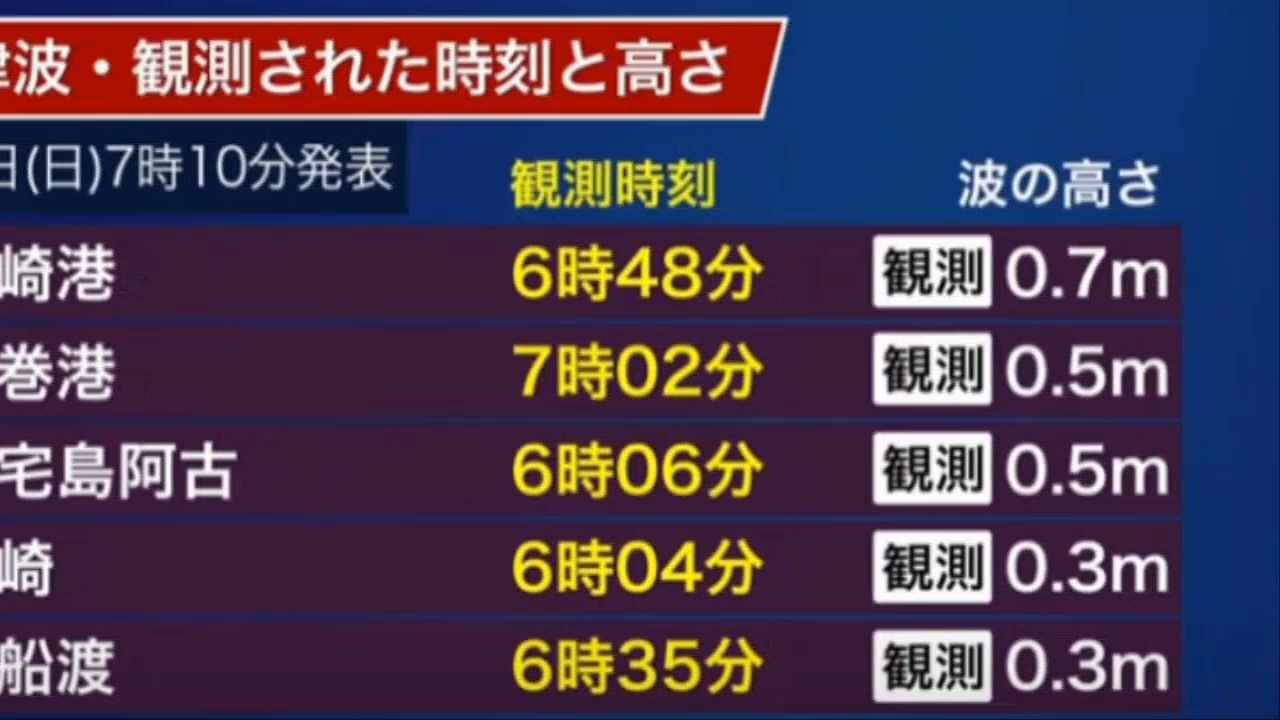 波・観測された時刻と高さ
日(日)7時10分発表 観測時刻 波の高さ
崎港 6時48分 観測 0.7m
巻港 7時02分 観測 0.5m
宅島阿古 6時06分 観測 0.5m
崎 6時04分 観測 0.3m
船渡 6時35分 観測 0.3m